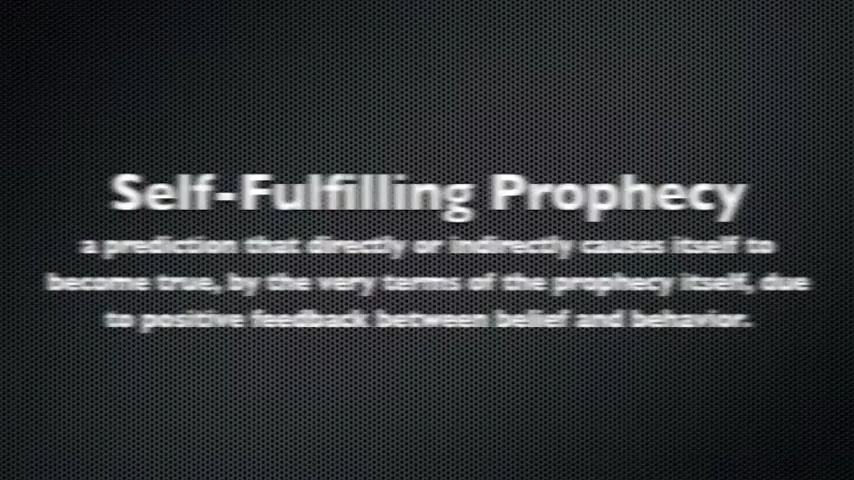 Self-Fulfilling Prophecy
a prediction that directly or indirectly causes itself to
become true, by the very terms of the prophecy itself, due
to positive feedback between belief and behavior.